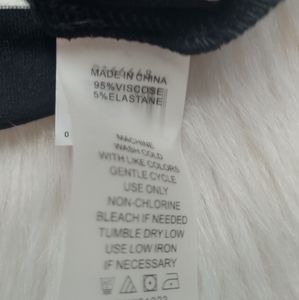 MADE IN CHINA
95%VISCOSE
5%ELASTANE
0
MACHINE
WASH COLD
WITH LIKE COLORS
GENTLE CYCLE
USE ONLY
NON-CHLORINE
BLEACH IF NEEDED
TUMBLE DRY LOW
USE LOW IRON
IF NECESSARY